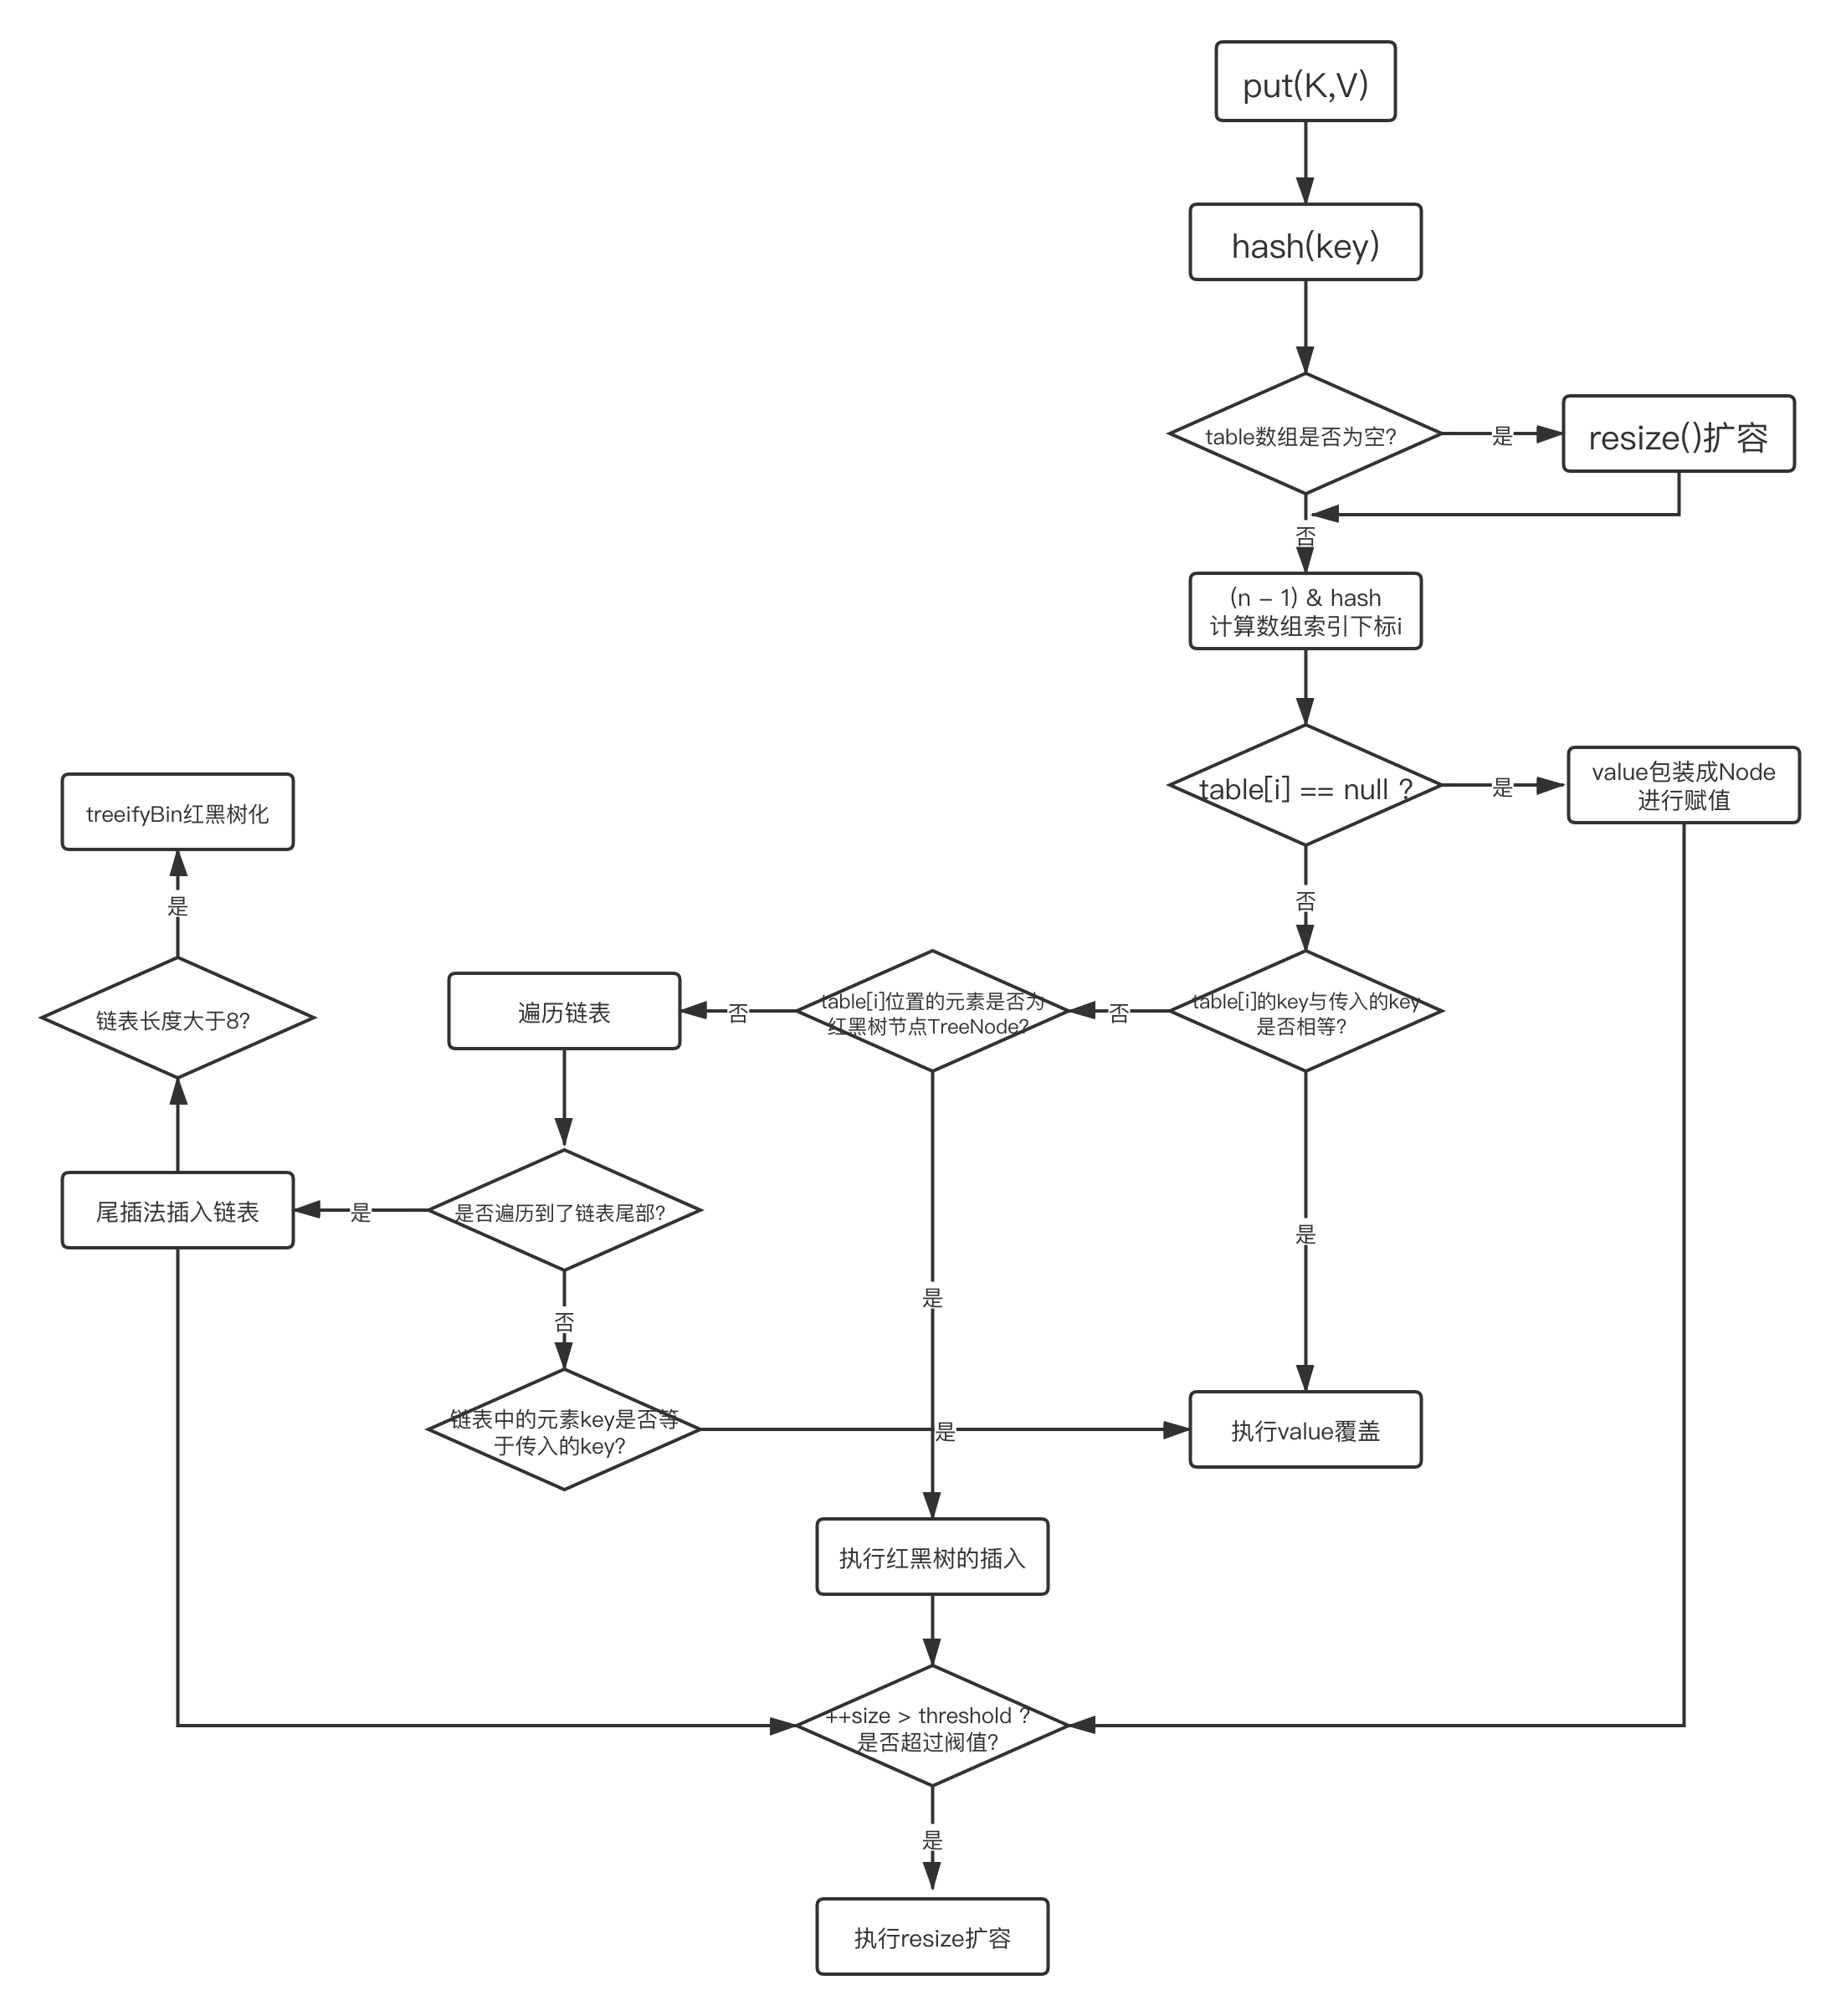 put(K,V)
hash(key)
table数组是否为空?
是
resize()扩容
否
(n - 1) & hash
计算数组索引下标i
table[i] == null ?
是
value包装成Node
进行赋值
否
treeifyBin红黑树化
是
链表长度大于8?
遍历链表
否
table[i]位置的元素是否为
红黑树节点TreeNode?
否
table[i]的key与传入的key
是否相等?
尾插法插入链表
是
是否遍历到了链表尾部?
是
是
否
链表中的元素key是否等
于传入的key?
是
执行value覆盖
执行红黑树的插入
++size > threshold ?
是否超过阀值?
是
执行resize扩容